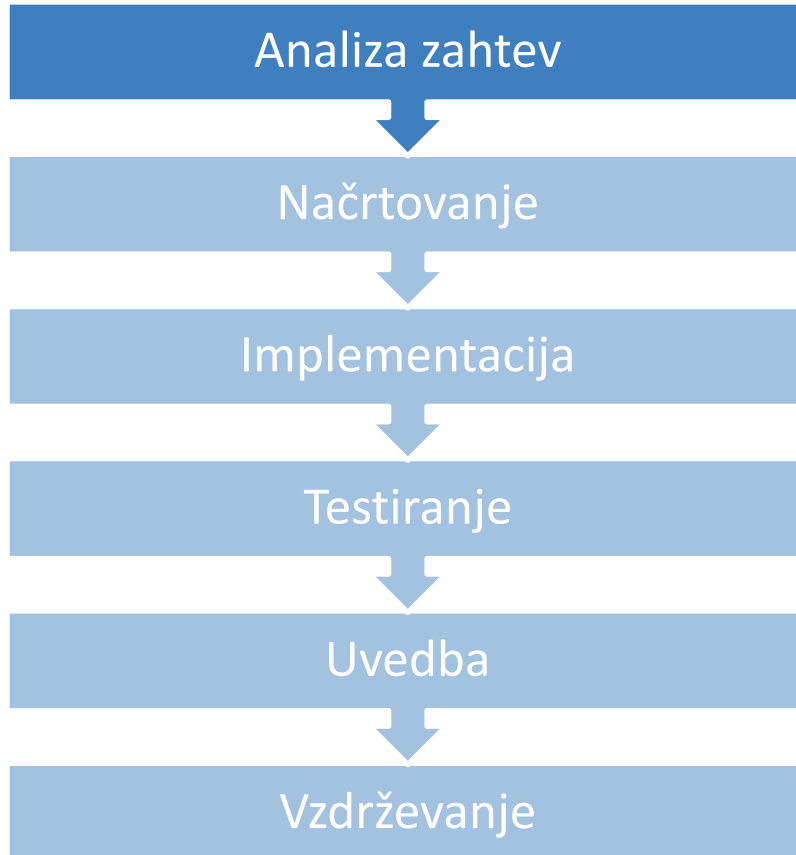 Analiza zahtev
Načrtovanje
Implementacija
Testiranje
Uvedba
Vzdrževanje